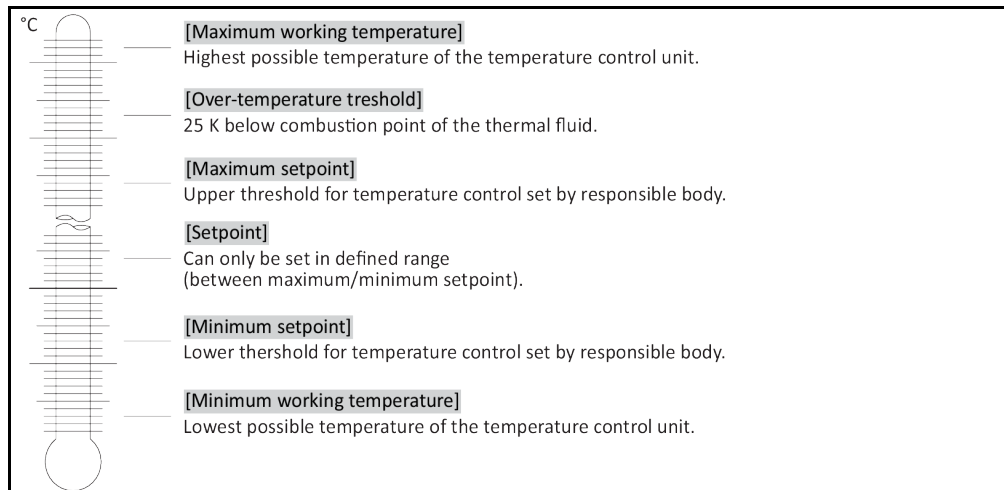 °C
[Maximum working temperature]
Highest possible temperature of the temperature control unit.
[Over-temperature treshold]
25 K below combustion point of the thermal fluid.
[Maximum setpoint]
Upper threshold for temperature control set by responsible body.
[Setpoint]
Can only be set in defined range
(between maximum/minimum setpoint).
[Minimum setpoint]
Lower thershold for temperature control set by responsible body.
[Minimum working temperature]
Lowest possible temperature of the temperature control unit.